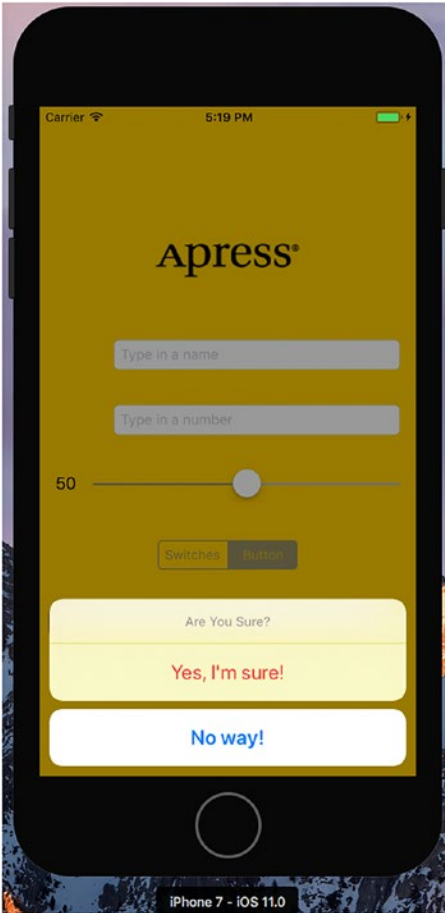 Carrier
5:19 PM
Apress®
Type in a name
Type in a number
50
Switches Button
Are You Sure?
Yes, I'm sure!
No way!
iPhone 7 - iOS 11.0